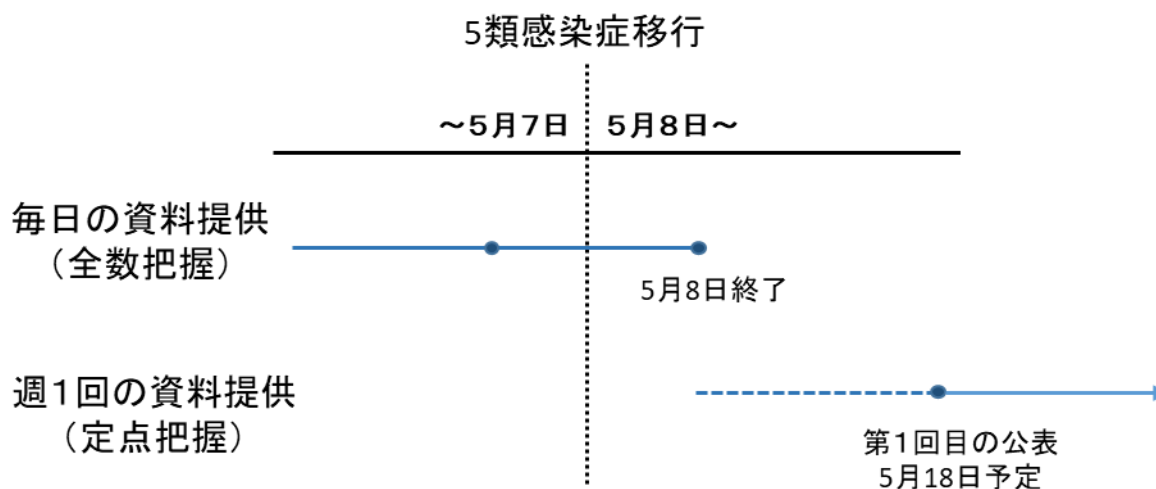 5類感染症移行
～5月7日
5月8日～
毎日の資料提供
（全数把握）
5月8日終了
週1回の資料提供
（定点把握）
第1回目の公表
5月18日予定